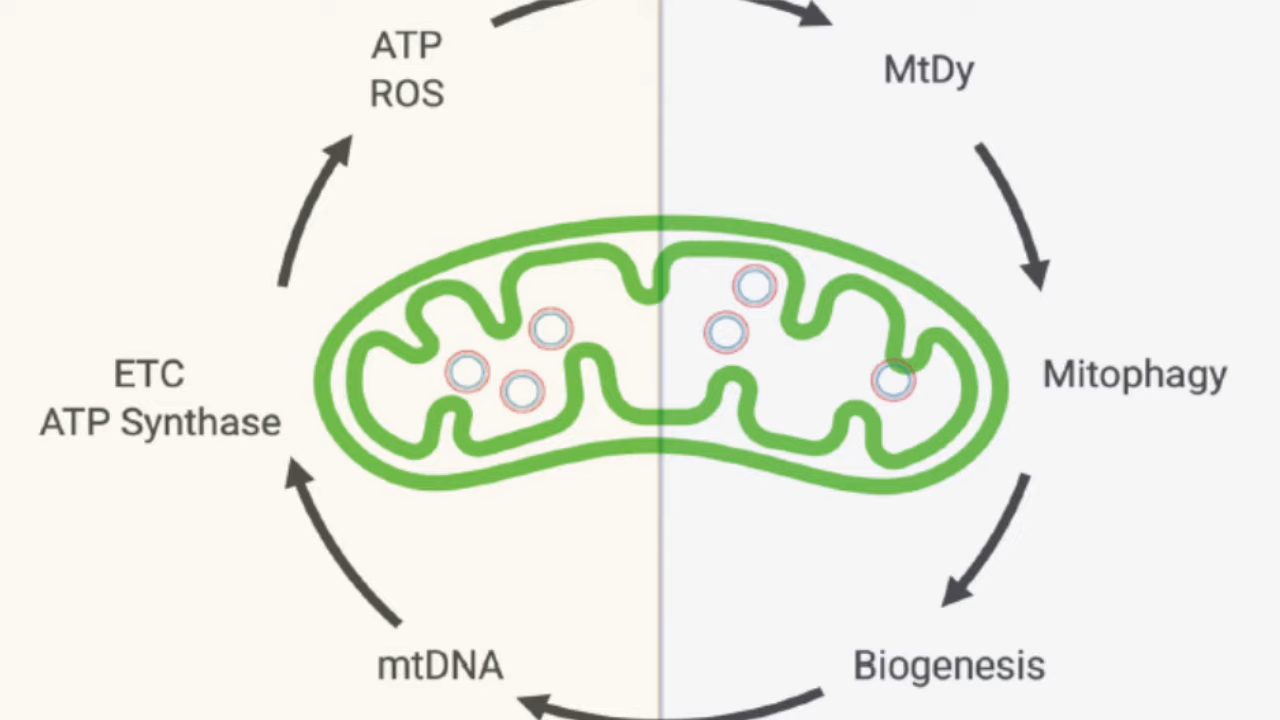 ATP
ROS
MtDy
ETC
ATP Synthase
Mitophagy
mtDNA
Biogenesis